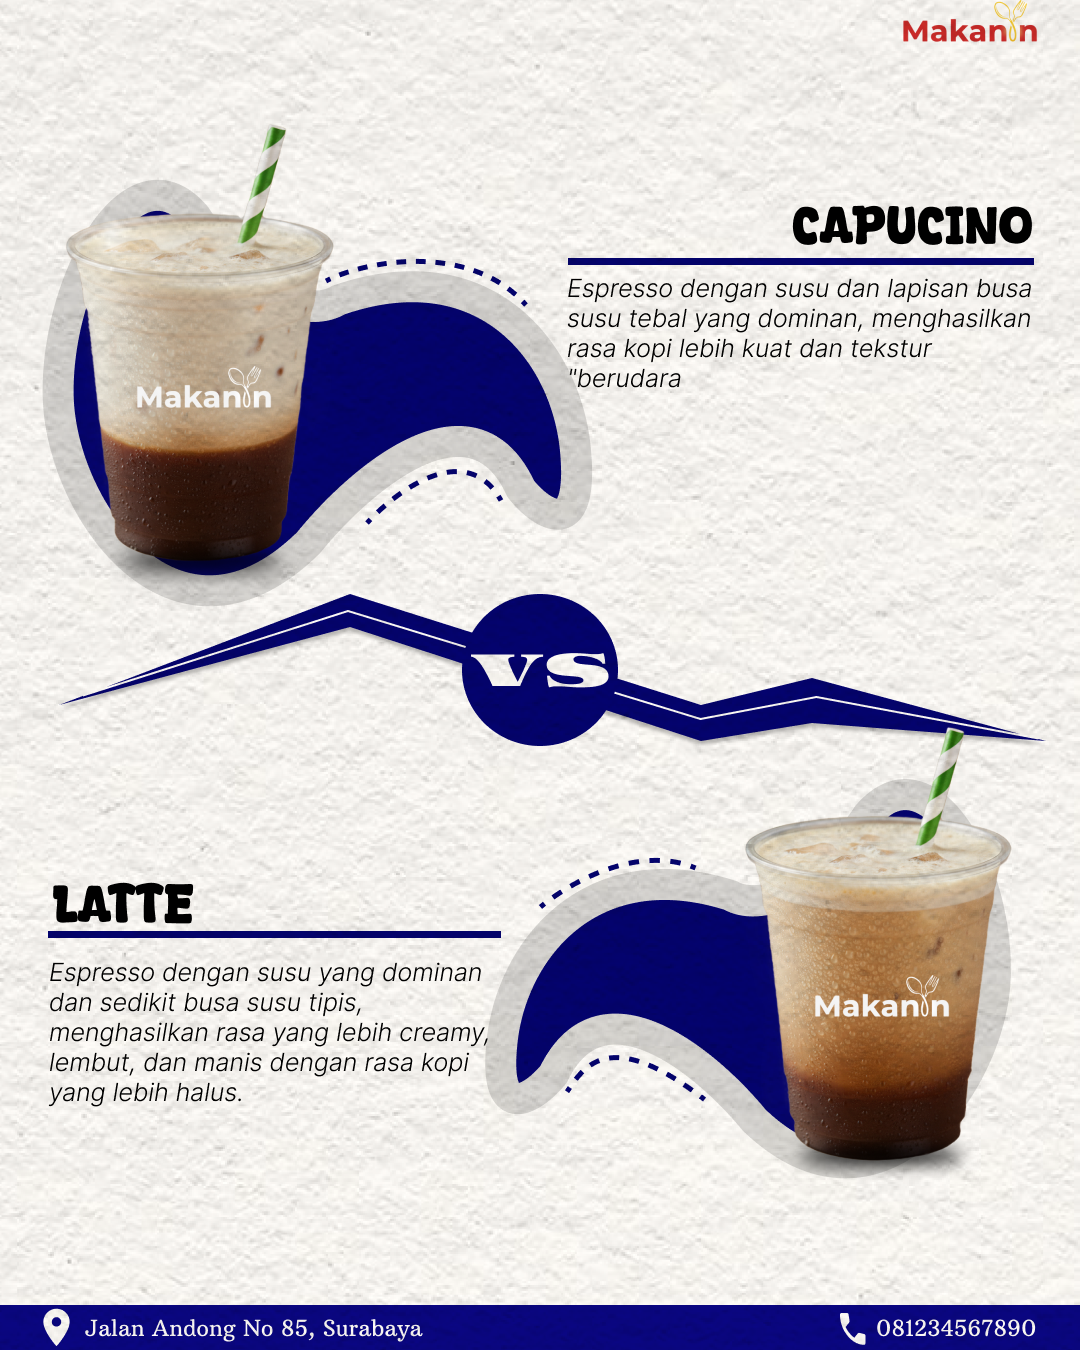 Makanin
CAPUCINO
Espresso dengan susu dan lapisan busa
susu tebal yang dominan, menghasilkan
rasa kopi lebih kuat dan tekstur
"berudara
Makanin
VS
LATTE
Espresso dengan susu yang dominan
dan sedikit busa susu tipis,
menghasilkan rasa yang lebih creamy,
lembut, dan manis dengan rasa kopi
yang lebih halus.
Makanin
Jalan Andong No 85, Surabaya
081234567890